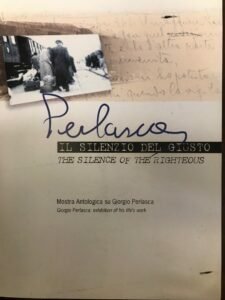 Perlasca
IL SILENZIO DEL GIUSTO
THE SILENCE OF THE RIGHTEOUS
Mostra Antologica su Giorgio Perlasca
Giorgio Perlasca: exhibition of his life's work